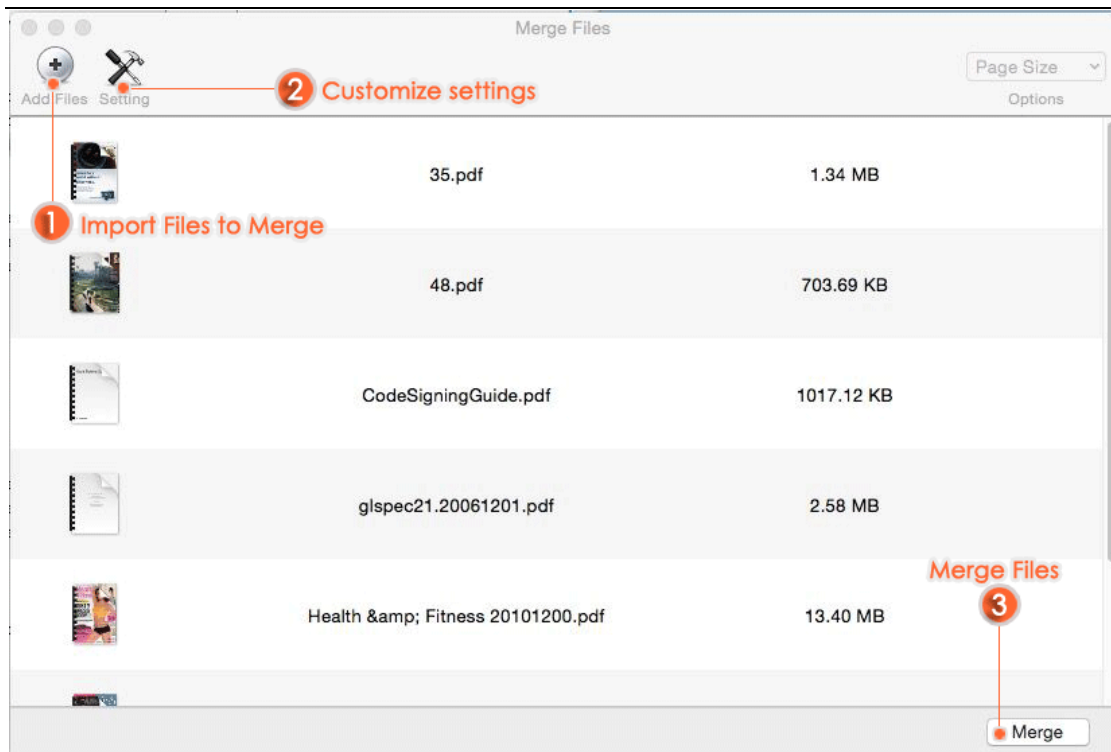 Merge Files
Page Size
Add Files Setting
Options
2 Customize settings
35.pdf 1.34 MB
1 Import Files to Merge
48.pdf 703.69 KB
CodeSigningGuide.pdf 1017.12 KB
glspec21.20061201.pdf 2.58 MB
Merge Files
3
Health &amp; Fitness 20101200.pdf 13.40 MB
Merge